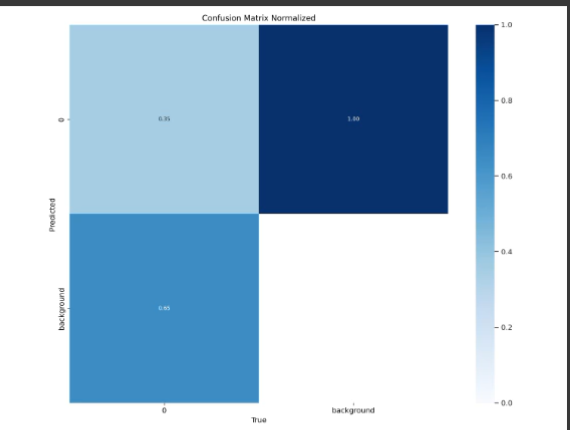 Confusion Matrix Normalized
1.0
0.8
0.6
0.4
0.2
0.0
Predicted
0
background
0.35
1.00
0.65
0
background
True